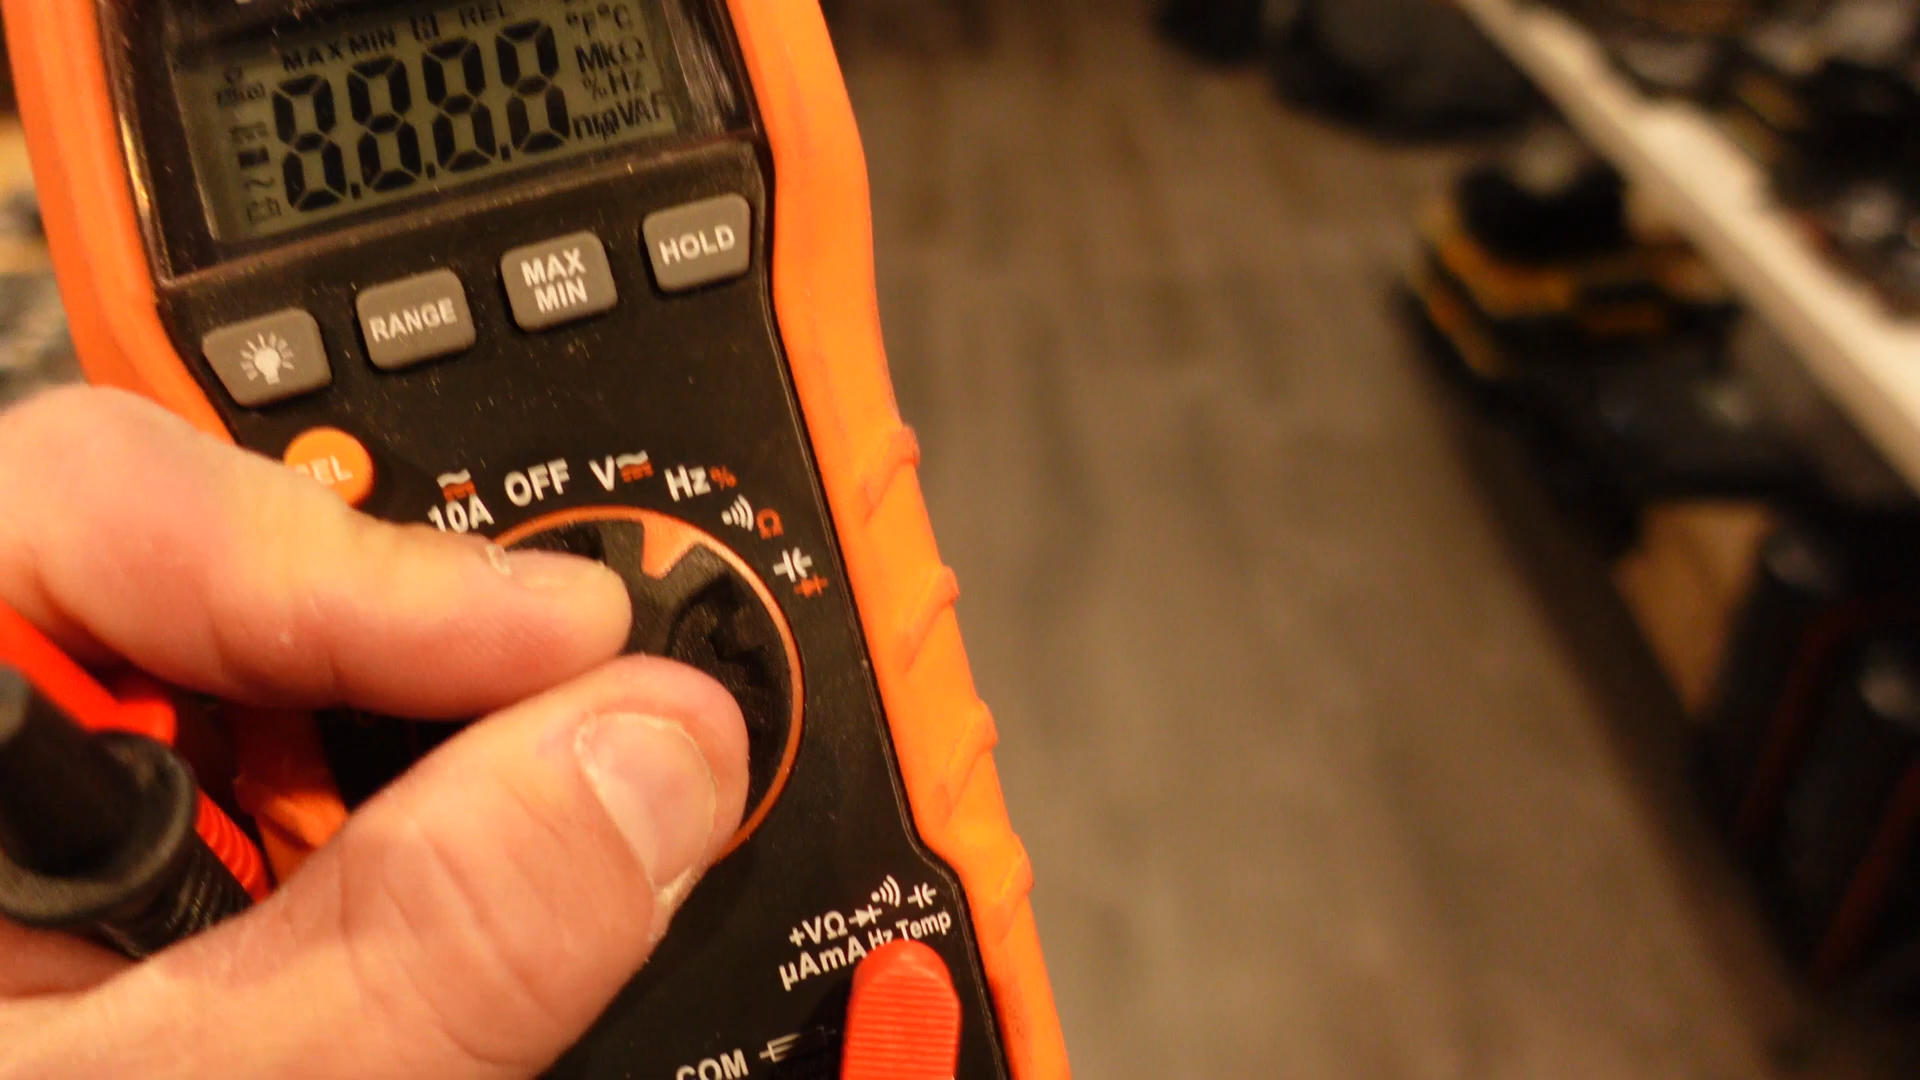 MAX MIN H REL
°F°C
MkΩ
8.8.8.8
%Hz
nµmVAF
HOLD
MAX
MIN
RANGE
SEL
10A OFF V Hz%
Ω
+VΩ
µAmA Hz Temp
COM